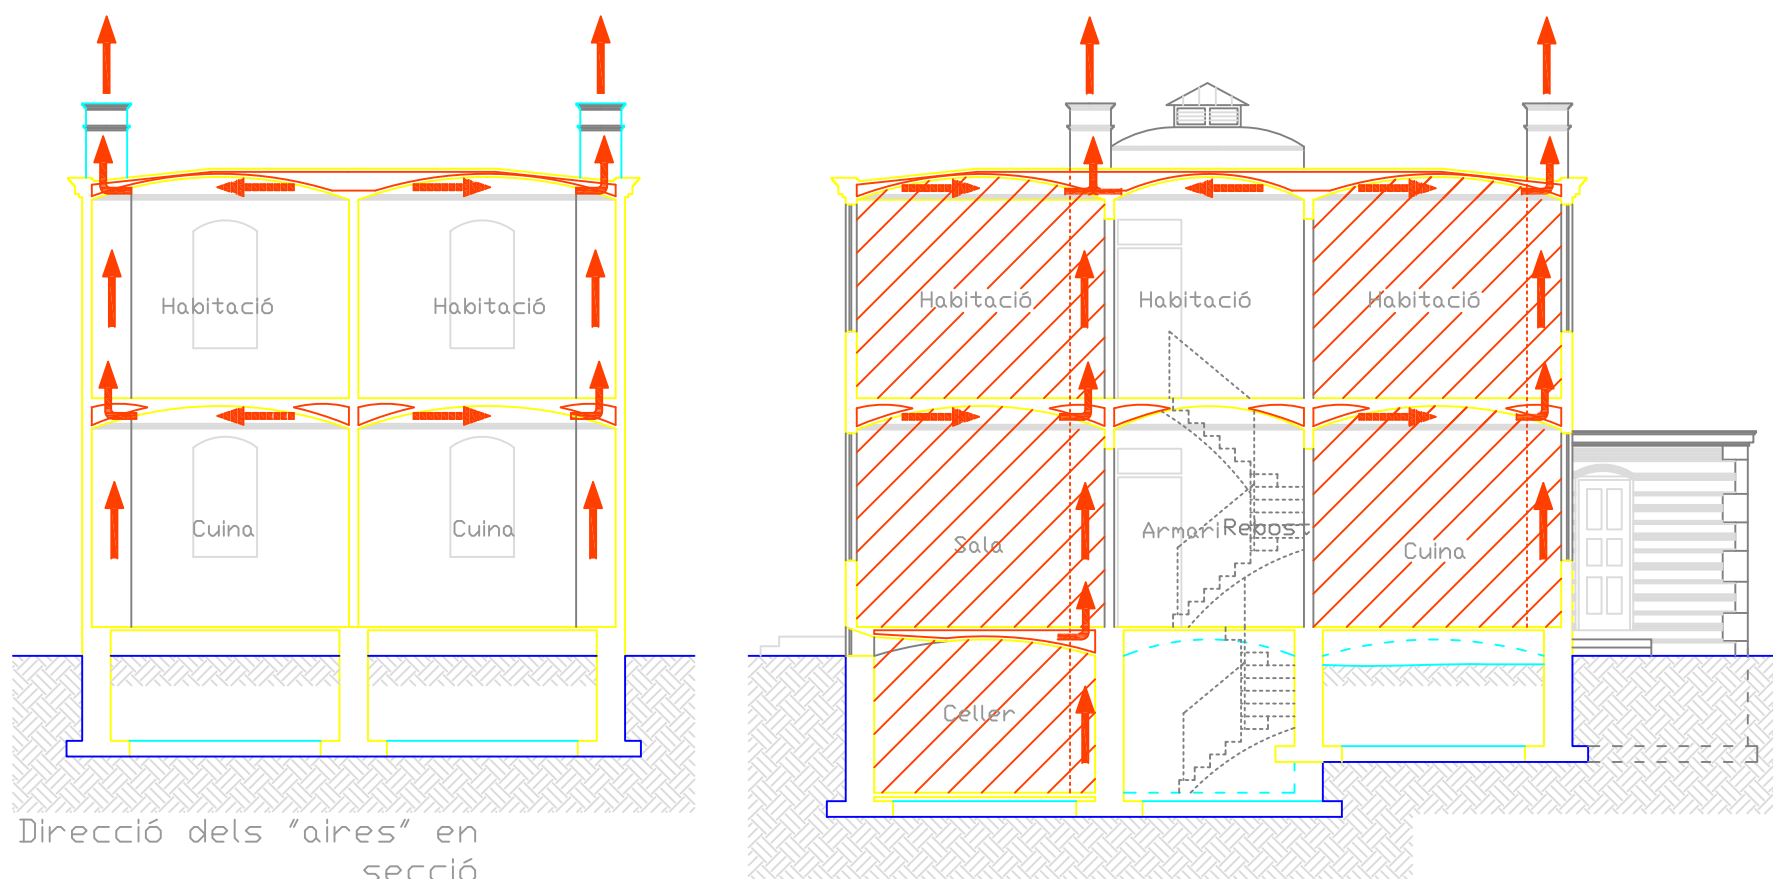 Habitació
Habitació
Cuina
Cuina
Direcció dels "aires" en
secció
Habitació
Habitació
Habitació
Sala
Armari
Rebost
Cuina
Celler